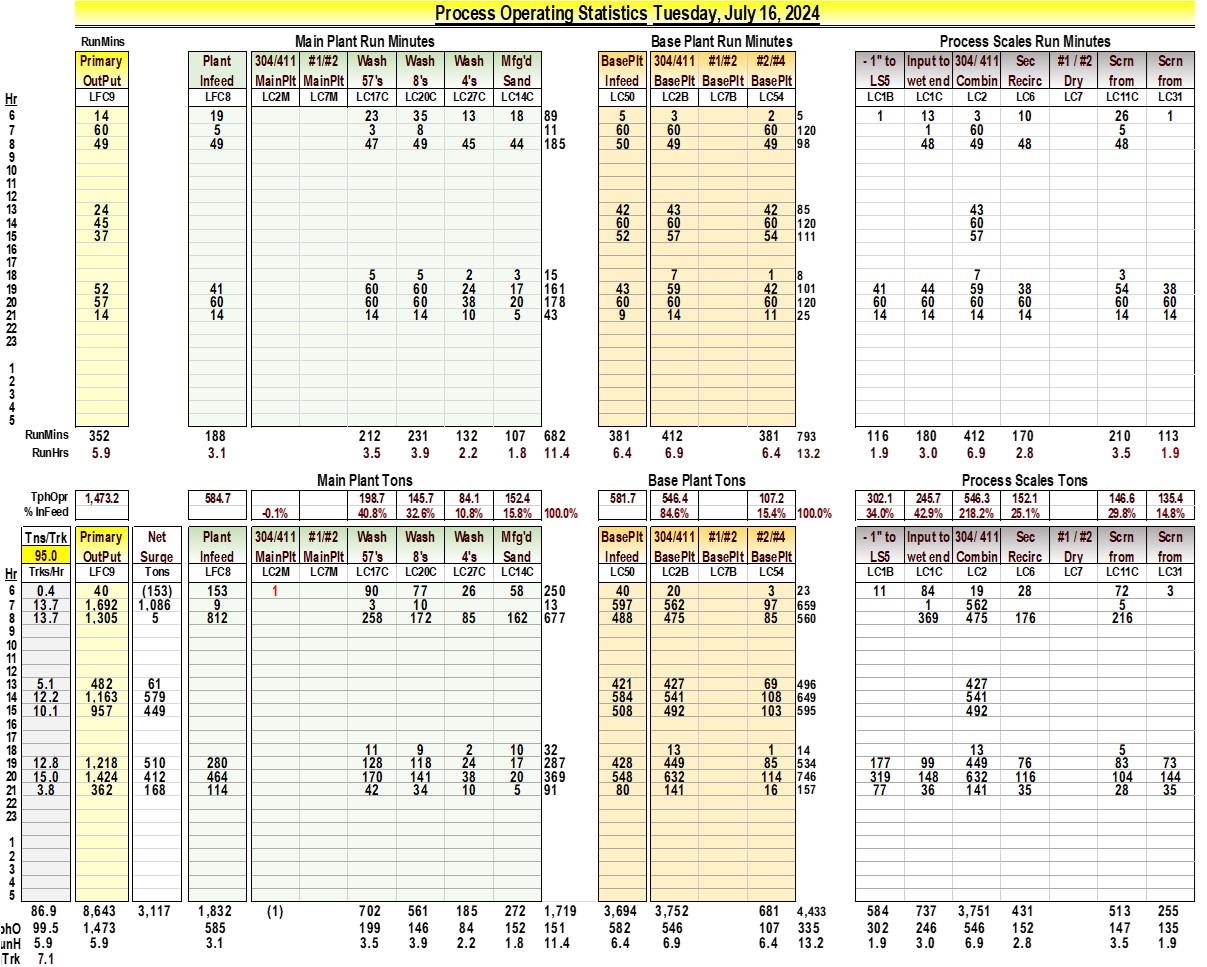 Process Operating Statistics Tuesday, July 16, 2024
RunMins Main Plant Run Minutes Base Plant Run Minutes Process Scales Run Minutes
Primary Plant 304/411 #1/#2 Wash Wash Wash Mfg'd BasePlt 304/411 #1/#2 #2/#4 - 1" to Input to 304/ 411 Sec #1 / #2 Scrn Scrn
OutPut Infeed MainPlt MainPlt 57's 8's 4's Sand Infeed BasePlt BasePlt BasePlt LS5 wet end Combin Recirc Dry from from
Hr LFC9 LFC8 LC2M LC7M LC17C LC20C LC27C LC14C LC50 LC2B LC7B LC54 LC1B LC1C LC2 LC6 LC7 LC11C LC31
6 14 19 23 35 13 18 89 5 3 2 5 1 13 3 10 26 1
7 60 5 3 8 11 60 60 60 120 1 60 5
8 49 49 47 49 45 44 185 50 49 49 98 48 49 48 48
9
10
11
12
13 24 42 43 42 85 43
14 45 60 60 60 120 60
15 37 52 57 54 111 57
16
17
18 5 5 2 3 15 7 1 8 7 3
19 52 41 60 60 24 17 161 43 59 42 101 41 44 59 38 54 38
20 57 60 60 60 38 20 178 60 60 60 120 60 60 60 60 60 60
21 14 14 14 14 10 5 43 9 14 11 25 14 14 14 14 14 14
22
23
1
2
3
4
5
RunMins 352 188 212 231 132 107 682 381 412 381 793 116 180 412 170 210 113
RunHrs 5.9 3.1 3.5 3.9 2.2 1.8 11.4 6.4 6.9 6.4 13.2 1.9 3.0 6.9 2.8 3.5 1.9
Main Plant Tons Base Plant Tons Process Scales Tons
TphOpr 1,473.2 584.7 198.7 145.7 84.1 152.4 581.7 546.4 107.2 302.1 245.7 546.3 152.1 146.6 135.4
% InFeed -0.1% 40.8% 32.6% 10.8% 15.8% 100.0% 84.6% 15.4% 100.0% 34.0% 42.9% 218.2% 25.1% 29.8% 14.8%
Tns/Trk Primary Net Plant 304/411 #1/#2 Wash Wash Wash Mfg'd BasePlt 304/411 #1/#2 #2/#4 - 1" to Input to 304/ 411 Sec #1 / #2 Scrn Scrn
95.0 OutPut Surge Infeed MainPlt MainPlt 57's 8's 4's Sand Infeed BasePlt BasePlt BasePlt LS5 wet end Combin Recirc Dry from from
Hr Trks/Hr LFC9 Tons LFC8 LC2M LC7M LC17C LC20C LC27C LC14C LC50 LC2B LC7B LC54 LC1B LC1C LC2 LC6 LC7 LC11C LC31
6 0.4 40 (153) 153 1 90 77 26 58 250 40 20 3 23 11 84 19 28 72 3
7 13.7 1,692 1,086 9 3 10 13 597 562 97 659 1 562 5
8 13.7 1,305 5 812 258 172 85 162 677 488 475 85 560 369 475 176 216
9
10
11
12
13 5.1 482 61 421 427 69 496 427
14 12.2 1,163 579 584 541 108 649 541
15 10.1 957 449 508 492 103 595 492
16
17
18 11 9 2 10 32 13 1 14 13 5
19 12.8 1,218 510 280 128 118 24 17 287 428 449 85 534 177 99 449 76 83 73
20 15.0 1,424 412 464 170 141 38 20 369 548 632 114 746 319 148 632 116 104 144
21 3.8 362 168 114 42 34 10 5 91 80 141 16 157 77 36 141 35 28 35
22
23
1
2
3
4
5
86.9 8,643 3,117 1,832 (1) 702 561 185 272 1,719 3,694 3,752 681 4,433 584 737 3,751 431 513 255
phO 99.5 1,473 585 199 146 84 152 151 582 546 107 335 302 246 546 152 147 135
unH 5.9 5.9 3.1 3.5 3.9 2.2 1.8 11.4 6.4 6.9 6.4 13.2 1.9 3.0 6.9 2.8 3.5 1.9
Trk 7.1